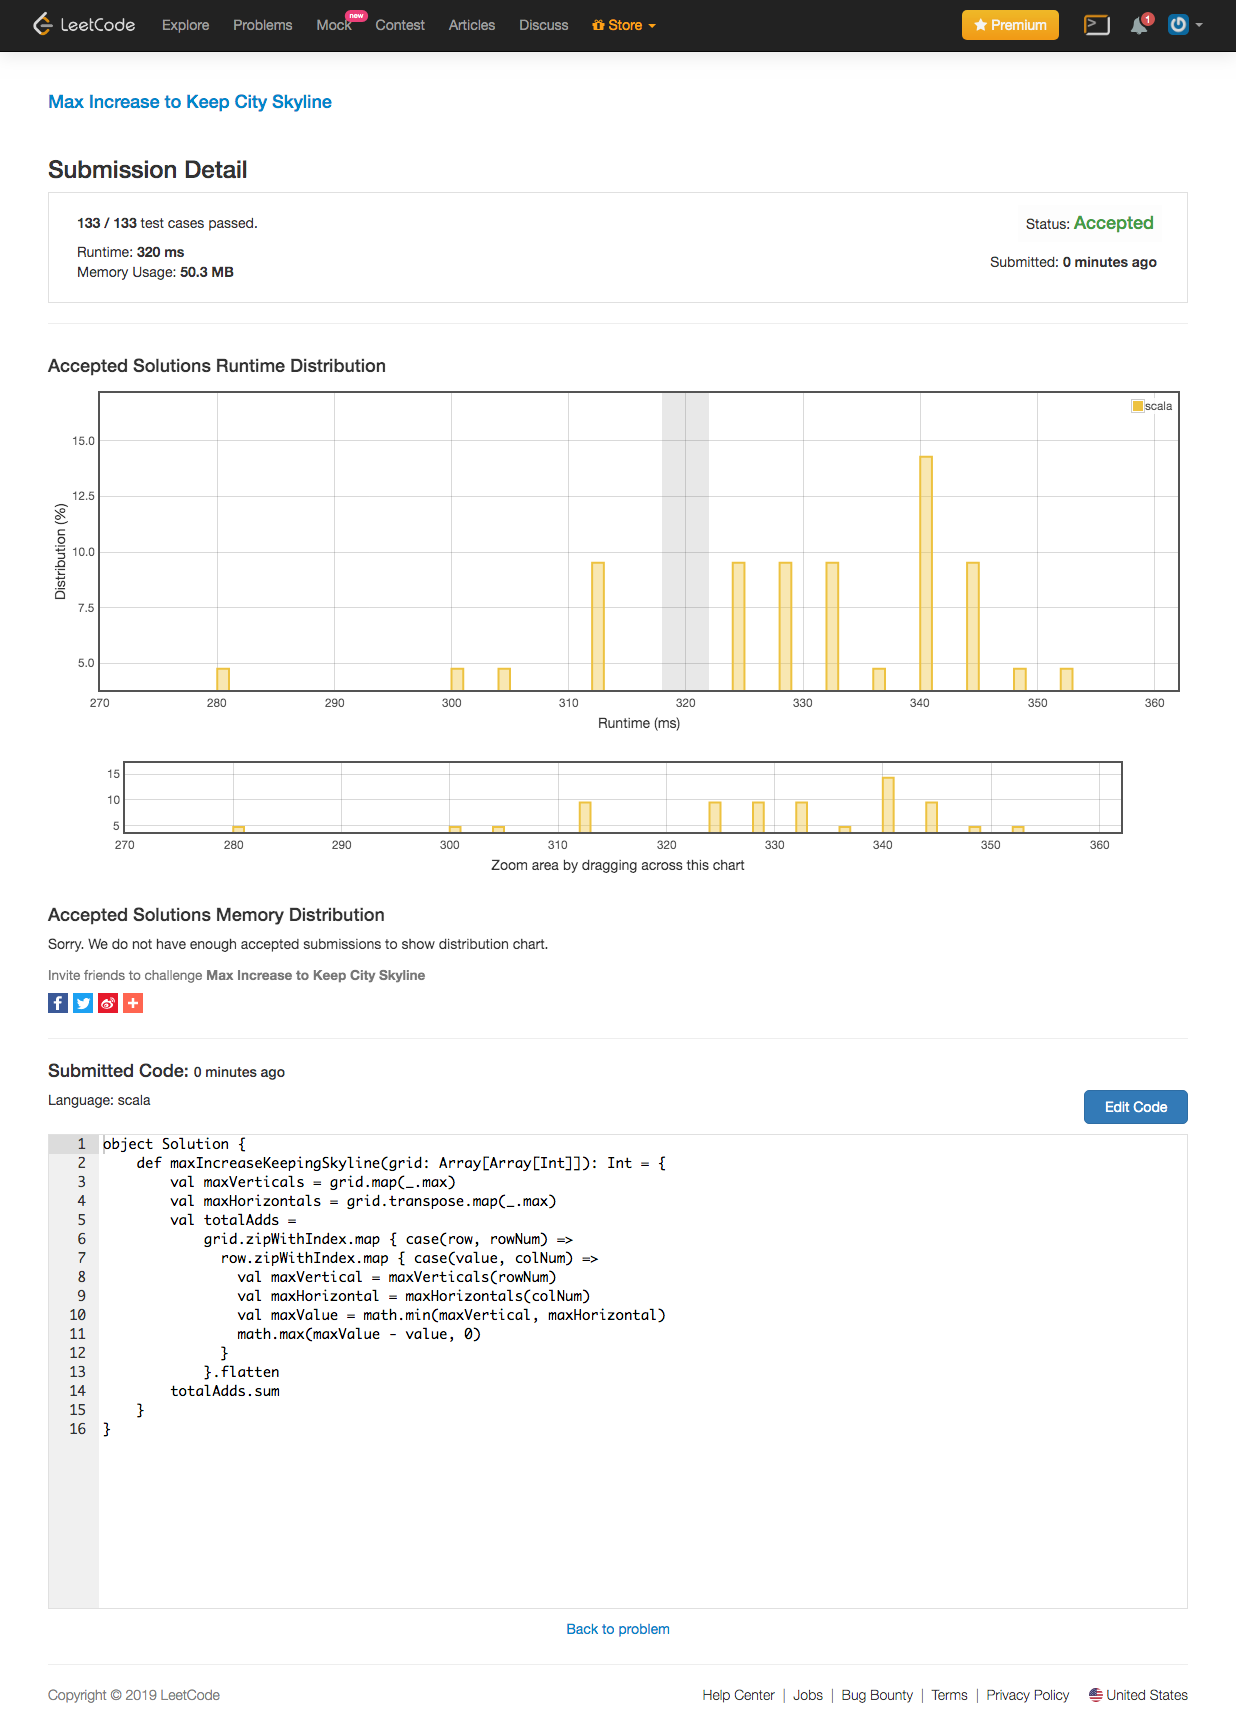 LeetCode Explore Problems Mock new Contest Articles Discuss Store Premium 1
Max Increase to Keep City Skyline
Submission Detail
133 / 133 test cases passed.
Status: Accepted
Runtime: 320 ms
Submitted: 0 minutes ago
Memory Usage: 50.3 MB
Accepted Solutions Runtime Distribution
scala
15.0
12.5
10.0
7.5
5.0
Distribution (%)
270 280 290 300 310 320 330 340 350 360
Runtime (ms)
15
10
5
270 280 290 300 310 320 330 340 350 360
Zoom area by dragging across this chart
Accepted Solutions Memory Distribution
Sorry. We do not have enough accepted submissions to show distribution chart.
Invite friends to challenge Max Increase to Keep City Skyline
Submitted Code: 0 minutes ago
Language: scala
Edit Code
1 object Solution {
2     def maxIncreaseKeepingSkyline(grid: Array[Array[Int]]): Int = {
3         val maxVerticals = grid.map(_.max)
4         val maxHorizontals = grid.transpose.map(_.max)
5         val totalAdds =
6             grid.zipWithIndex.map { case(row, rowNum) =>
7               row.zipWithIndex.map { case(value, colNum) =>
8                 val maxVertical = maxVerticals(rowNum)
9                 val maxHorizontal = maxHorizontals(colNum)
10                 val maxValue = math.min(maxVertical, maxHorizontal)
11                 math.max(maxValue - value, 0)
12               }
13             }.flatten
14         totalAdds.sum
15     }
16 }
Back to problem
Copyright © 2019 LeetCode
Help Center | Jobs | Bug Bounty | Terms | Privacy Policy United States